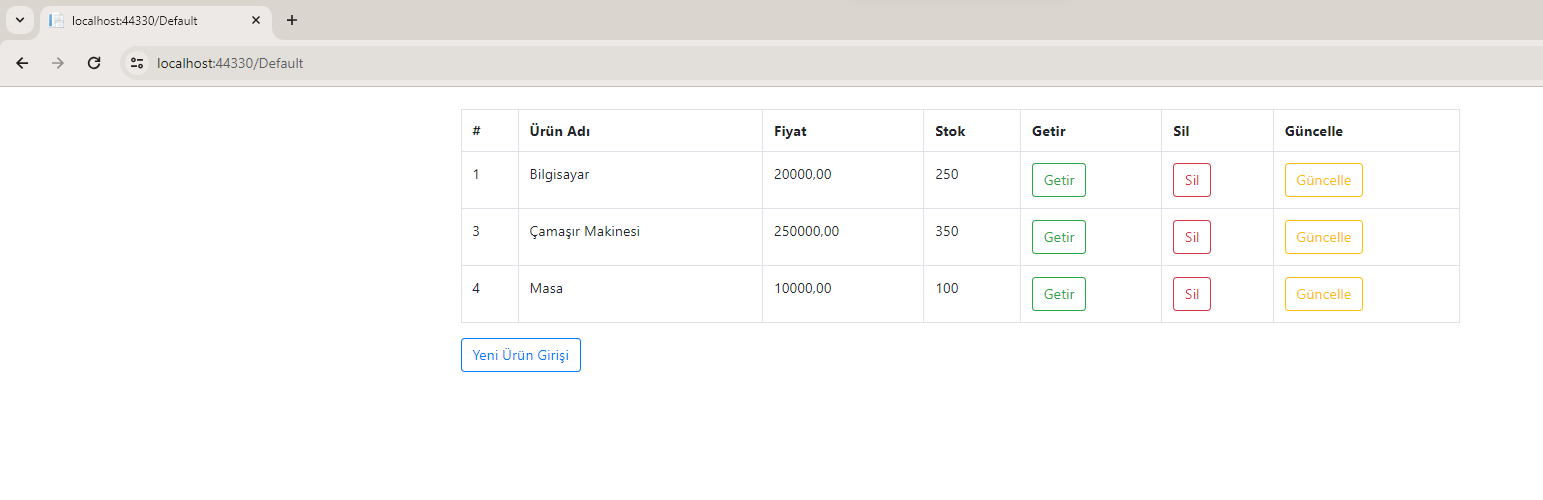 localhost:44330/Default
localhost:44330/Default
# Ürün Adı Fiyat Stok Getir Sil Güncelle
1 Bilgisayar 20000,00 250 Getir Sil Güncelle
3 Çamaşır Makinesi 250000,00 350 Getir Sil Güncelle
4 Masa 10000,00 100 Getir Sil Güncelle
Yeni Ürün Girişi